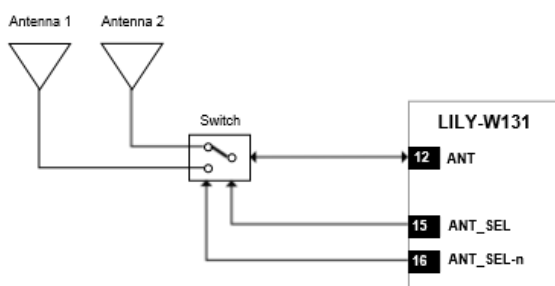 Antenna 1
Antenna 2
Switch
LILY-W131
12 ANT
15 ANT_SEL
16 ANT_SEL-n